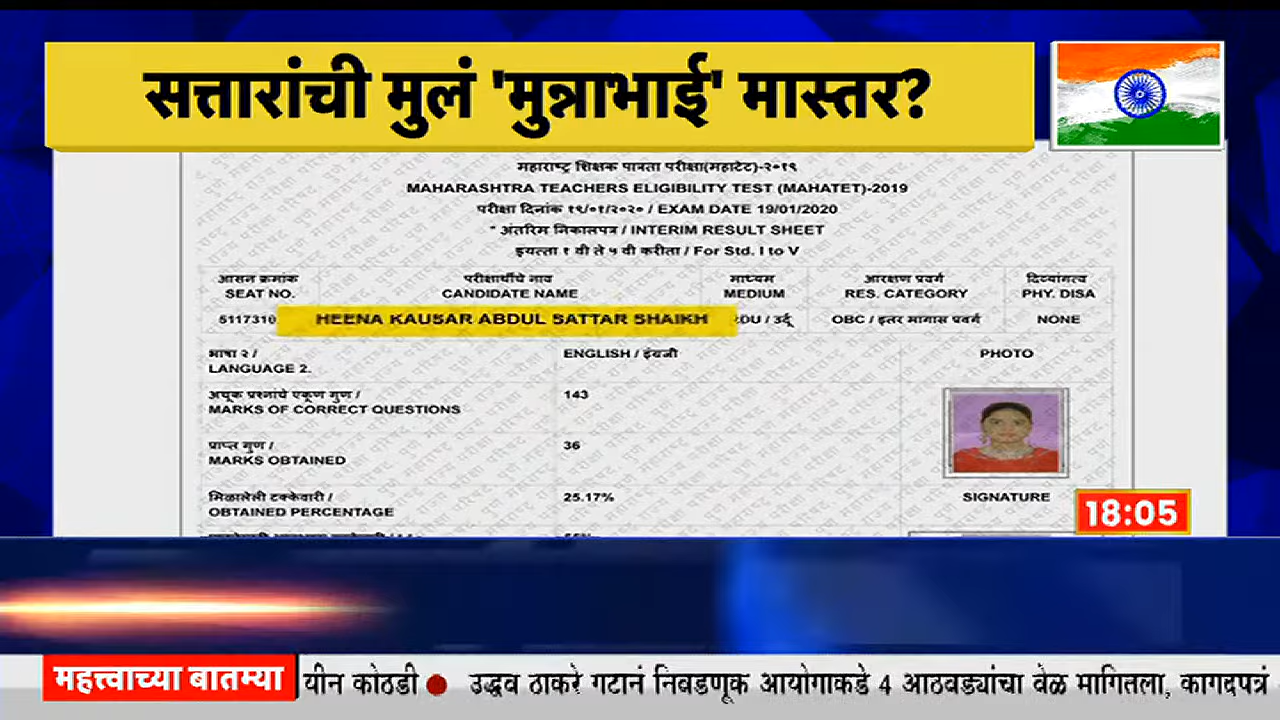 सत्तारांची मुलं 'मुन्नाभाई' मास्तर?
महाराष्ट्र शिक्षक पात्रता परीक्षा(महाटेट)-२०१९
MAHARASHTRA TEACHERS ELIGIBILITY TEST (MAHATET)-2019
परीक्षा दिनांक १९/०१/२०२० / EXAM DATE 19/01/2020
* अंतरिम निकालपत्र / INTERIM RESULT SHEET
इयत्ता १ वी ते ५ वी करीता / For Std. I to V
आसन क्रमांक परीक्षार्थीचे नाव माध्यम आरक्षण प्रवर्ग दिव्यांगत्व
SEAT NO. CANDIDATE NAME MEDIUM RES. CATEGORY PHY. DISA
5117310 HEENA KAUSAR ABDUL SATTAR SHAIKH DU / उर्दू OBC / इतर मागास प्रवर्ग NONE
भाषा २ / ENGLISH / इंग्रजी PHOTO
LANGUAGE 2.
अचूक प्रश्नांचे एकूण गुण / 143
MARKS OF CORRECT QUESTIONS
प्राप्त गुण / 36
MARKS OBTAINED
मिळालेली टक्केवारी / 25.17% SIGNATURE
OBTAINED PERCENTAGE
18:05
महत्त्वाच्या बातम्या यीन कोठडी ● उद्धव ठाकरे गटानं निवडणूक आयोगाकडे 4 आठवड्यांचा वेळ मागितला, कागदपत्रं